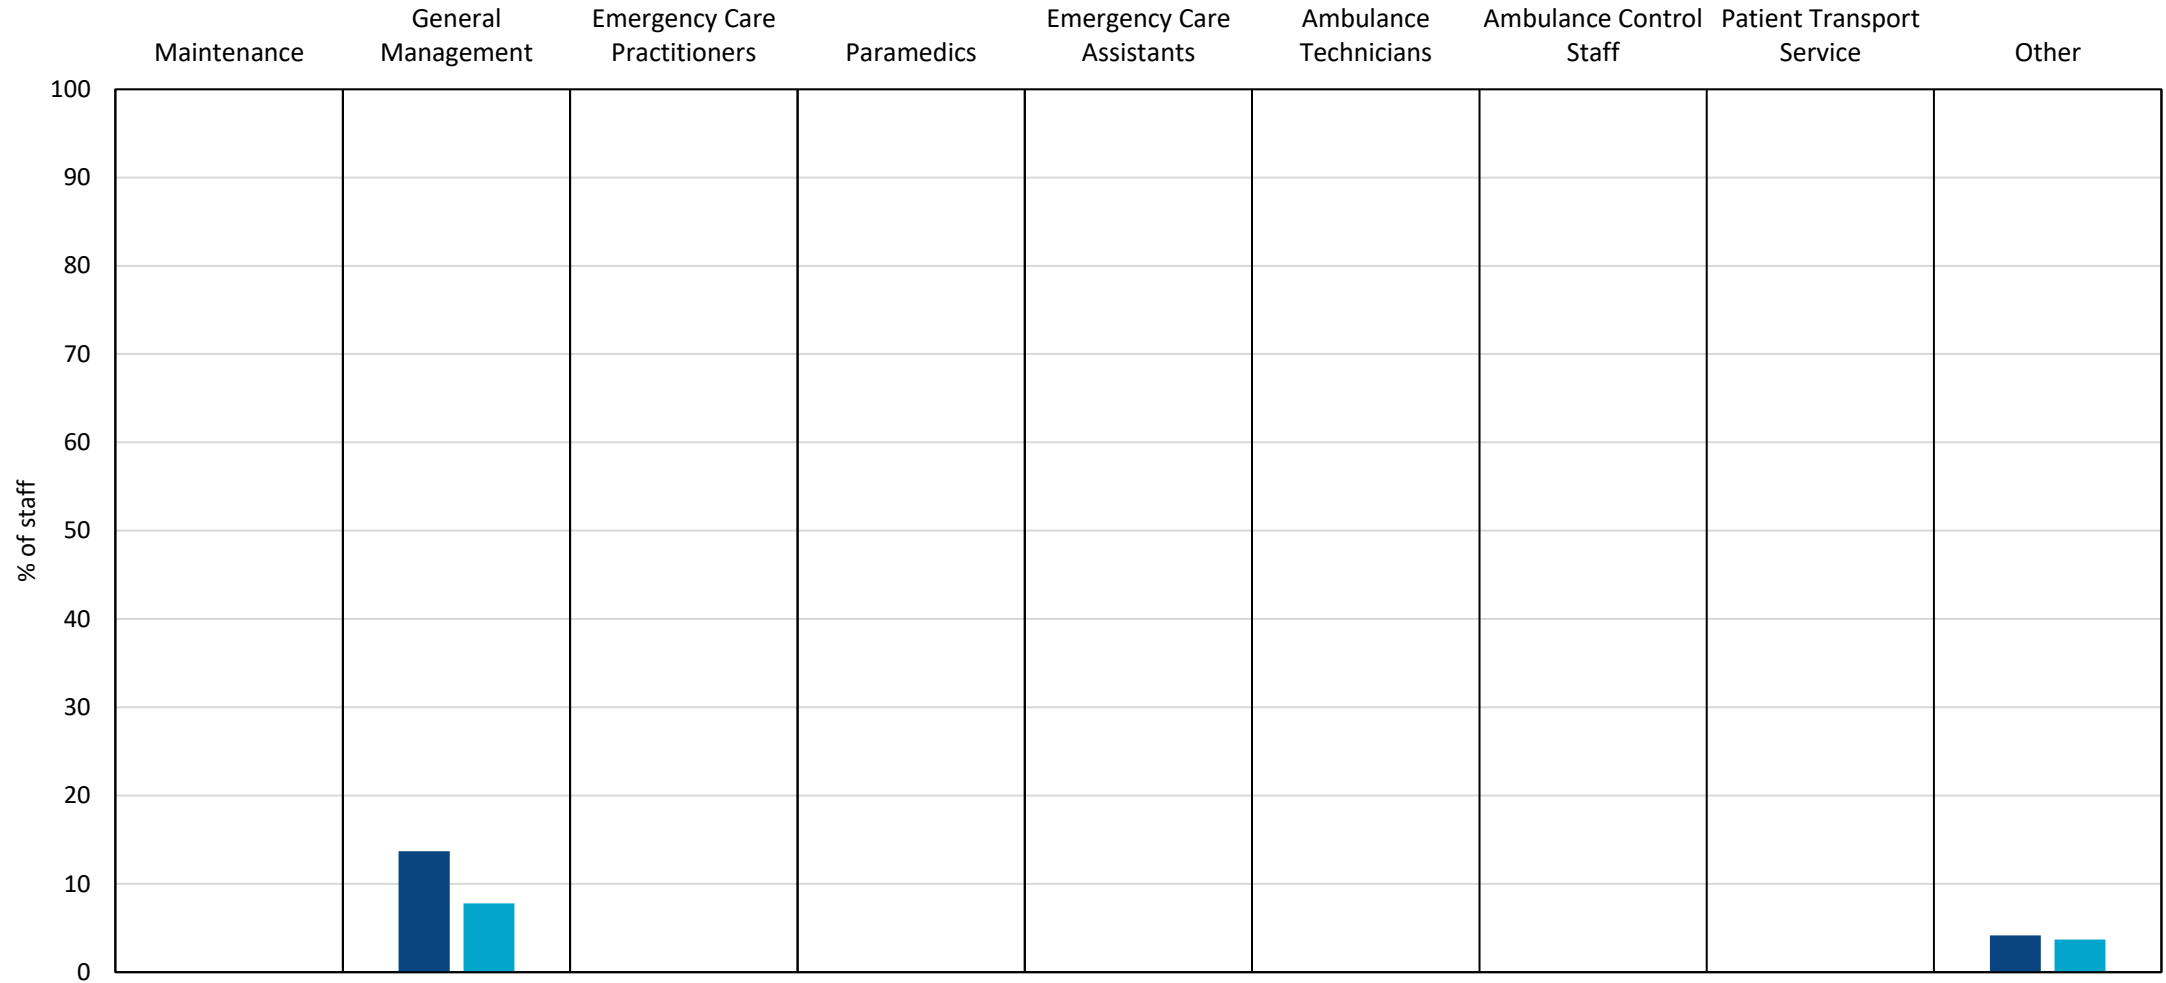 Maintenance
General
Management
Emergency Care
Practitioners
Paramedics
Emergency Care
Assistants
Ambulance
Technicians
Ambulance Control
Staff
Patient Transport
Service
Other
100
90
80
70
60
50
40
30
20
10
0
% of staff